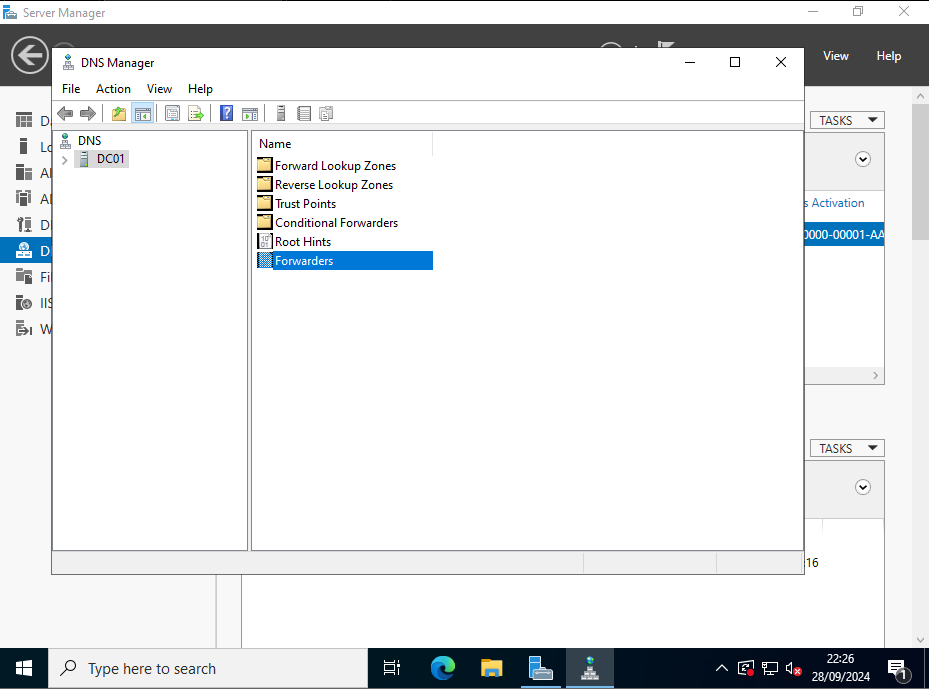 Server Manager
View Help
DNS Manager
File Action View Help
DNS
DC01
Name
Forward Lookup Zones
Reverse Lookup Zones
Trust Points
Conditional Forwarders
Root Hints
Forwarders
TASKS
s Activation
0000-00001-AA
TASKS
16
D
Lo
Al
Al
D
D
Fi
IIS
W
Type here to search
22:26
28/09/2024
1